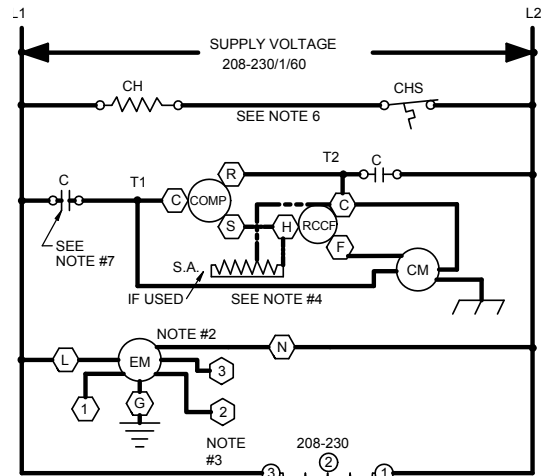 L1
L2
SUPPLY VOLTAGE
208-230/1/60
CH
CHS
SEE NOTE 6
C
T1
T2
C
R
C
COMP
C
S
H
RCCF
F
SEE
NOTE #7
S.A.
IF USED
SEE NOTE #4
CM
NOTE #2
L
EM
N
3
1
G
2
NOTE
#3
208-230
3
2
1